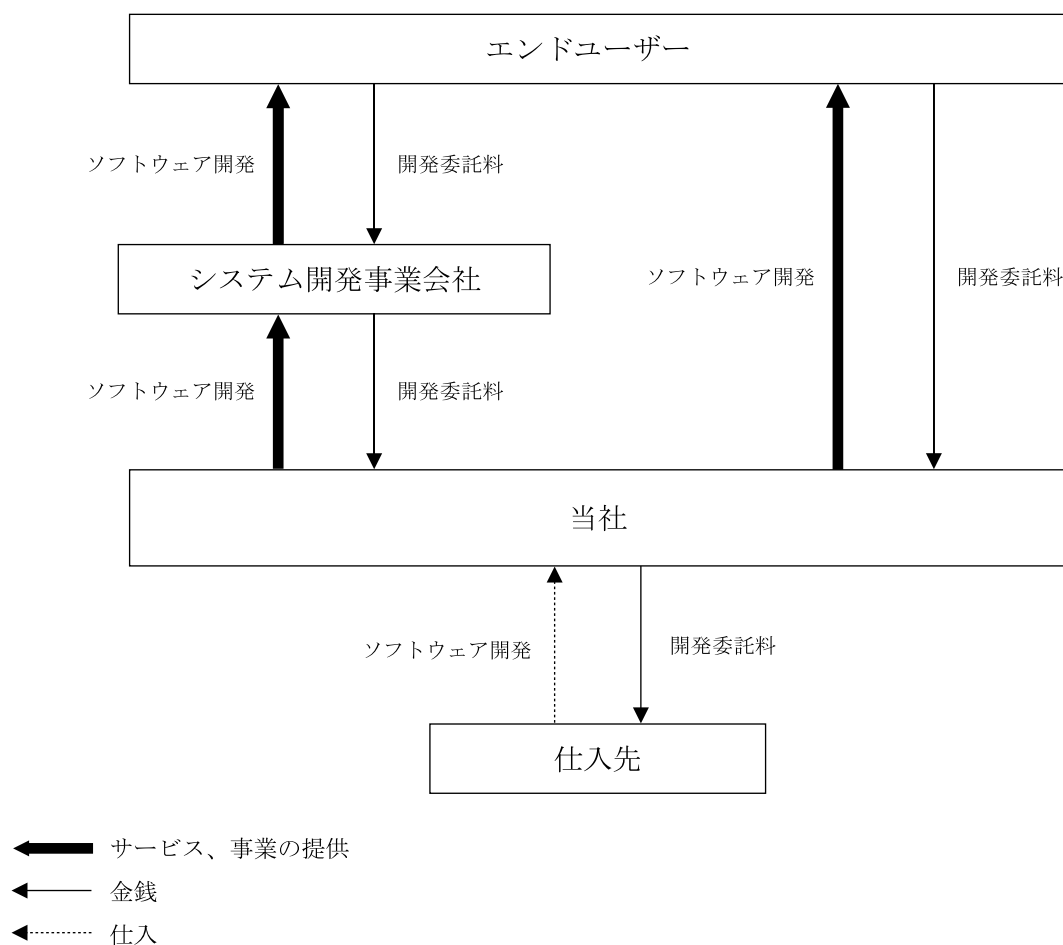 エンドユーザー
ソフトウェア開発
開発委託料
システム開発事業会社
ソフトウェア開発
開発委託料
ソフトウェア開発
開発委託料
当社
ソフトウェア開発
開発委託料
仕入先
サービス、事業の提供
金銭
仕入